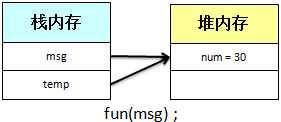 栈内存
堆内存
msg
num = 30
temp
fun(msg) ;